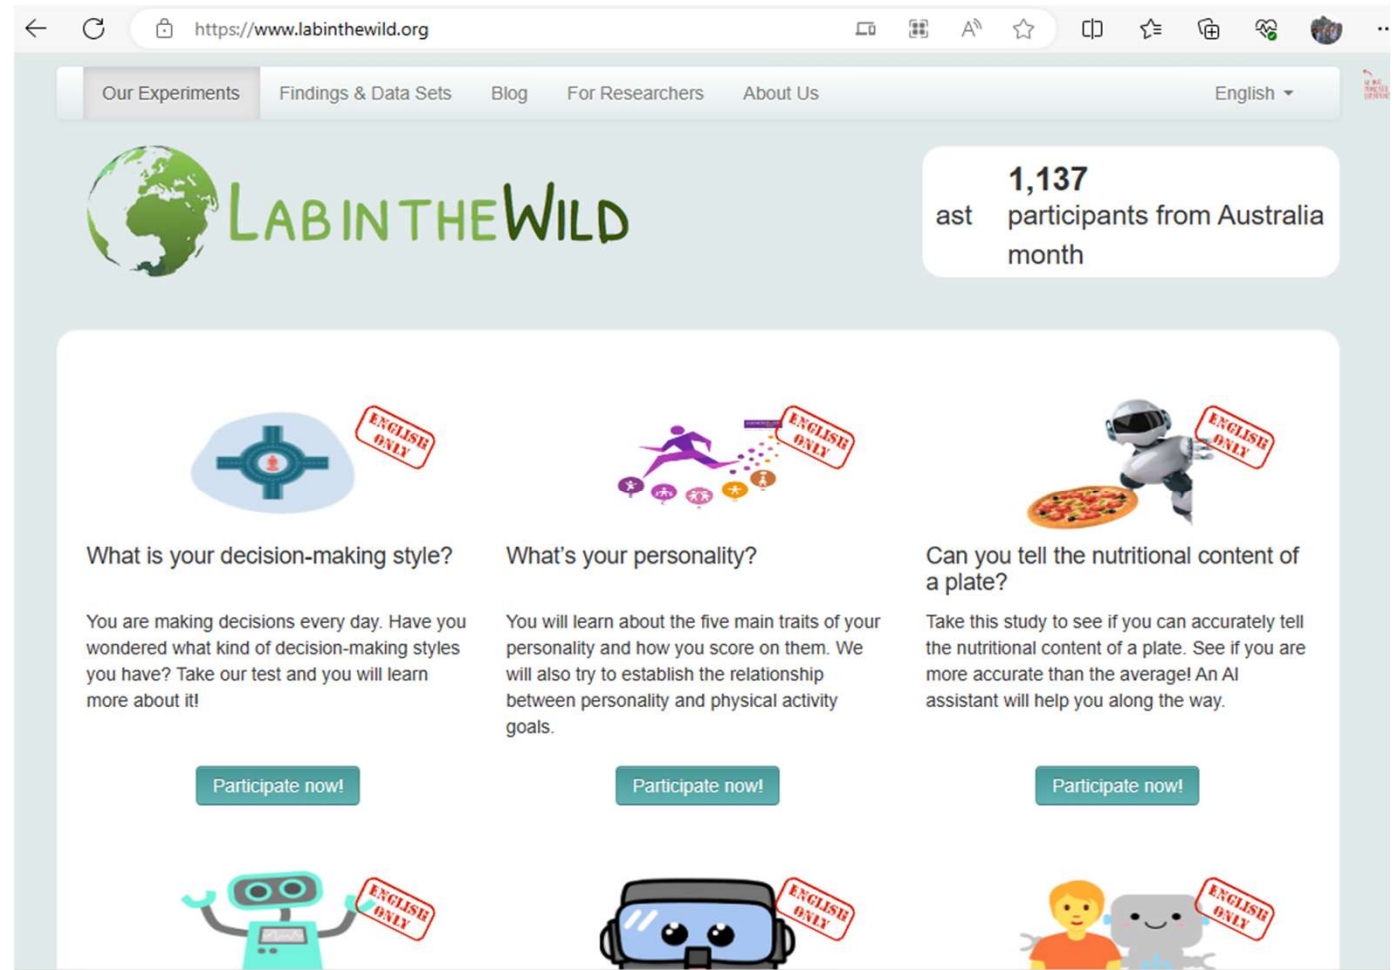 https://www.labinthewild.org
Our Experiments Findings & Data Sets Blog For Researchers About Us English
LAB IN THE WILD
1,137
ast participants from Australia
month
ENGLISH ONLY
ENGLISH ONLY
ENGLISH ONLY
What is your decision-making style?
You are making decisions every day. Have you
wondered what kind of decision-making styles
you have? Take our test and you will learn
more about it!
Participate now!
What's your personality?
You will learn about the five main traits of your
personality and how you score on them. We
will also try to establish the relationship
between personality and physical activity
goals.
Participate now!
Can you tell the nutritional content of
a plate?
Take this study to see if you can accurately tell
the nutritional content of a plate. See if you are
more accurate than the average! An AI
assistant will help you along the way.
Participate now!
ENGLISH ONLY
ENGLISH ONLY
ENGLISH ONLY